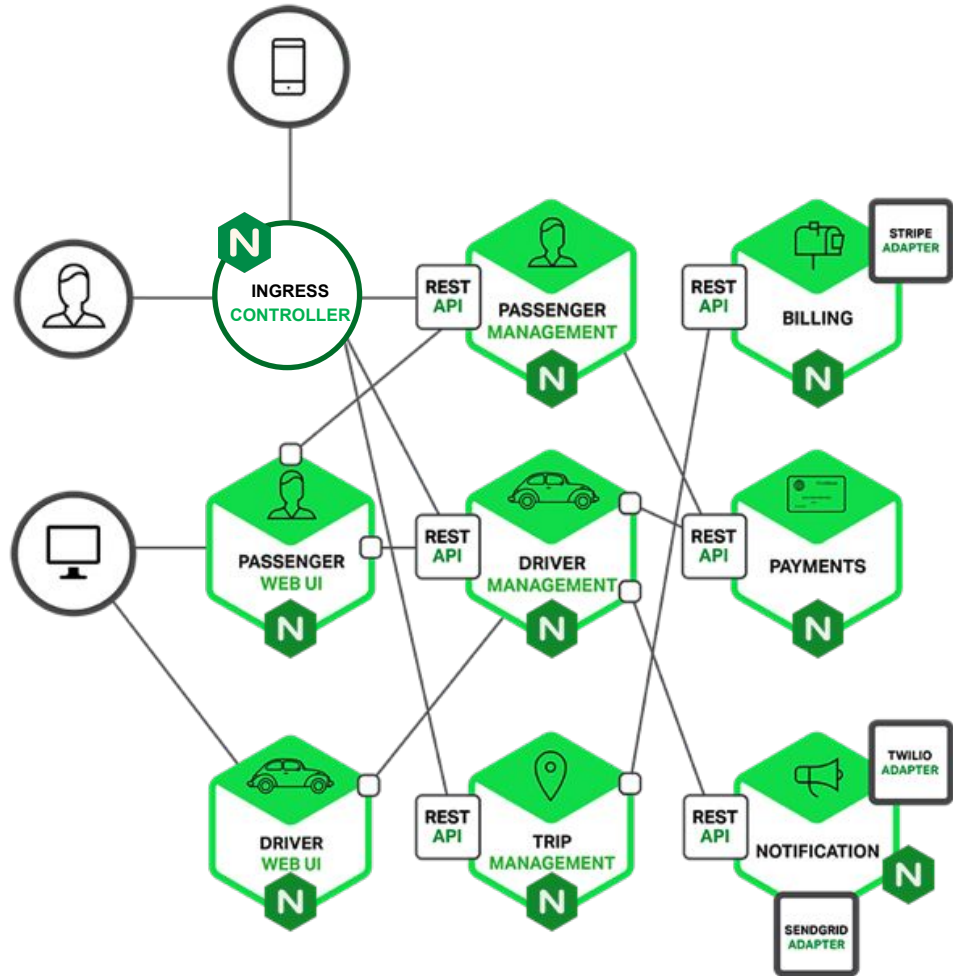 N
INGRESS
CONTROLLER
REST
API
PASSENGER
MANAGEMENT
N
REST
API
BILLING
STRIPE
ADAPTER
N
PASSENGER
WEB UI
N
REST
API
DRIVER
MANAGEMENT
N
REST
API
PAYMENTS
N
DRIVER
WEB UI
N
REST
API
TRIP
MANAGEMENT
N
REST
API
NOTIFICATION
TWILIO
ADAPTER
N
SENDGRID
ADAPTER